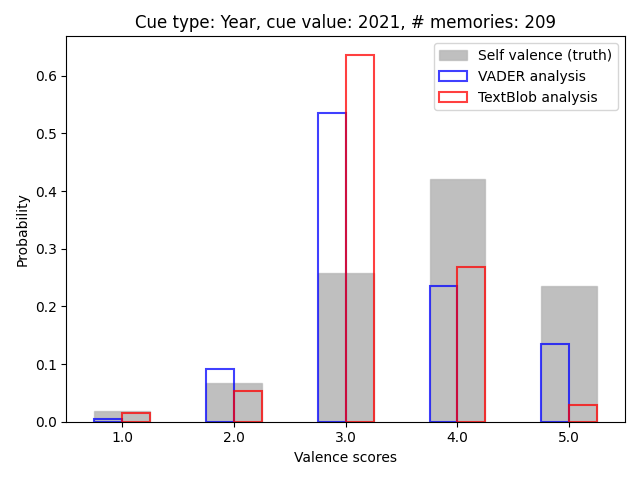 Cue type: Year, cue value: 2021, # memories: 209
Self valence (truth)
VADER analysis
TextBlob analysis
Probability
0.6
0.5
0.4
0.3
0.2
0.1
0.0
1.0 2.0 3.0 4.0 5.0
Valence scores